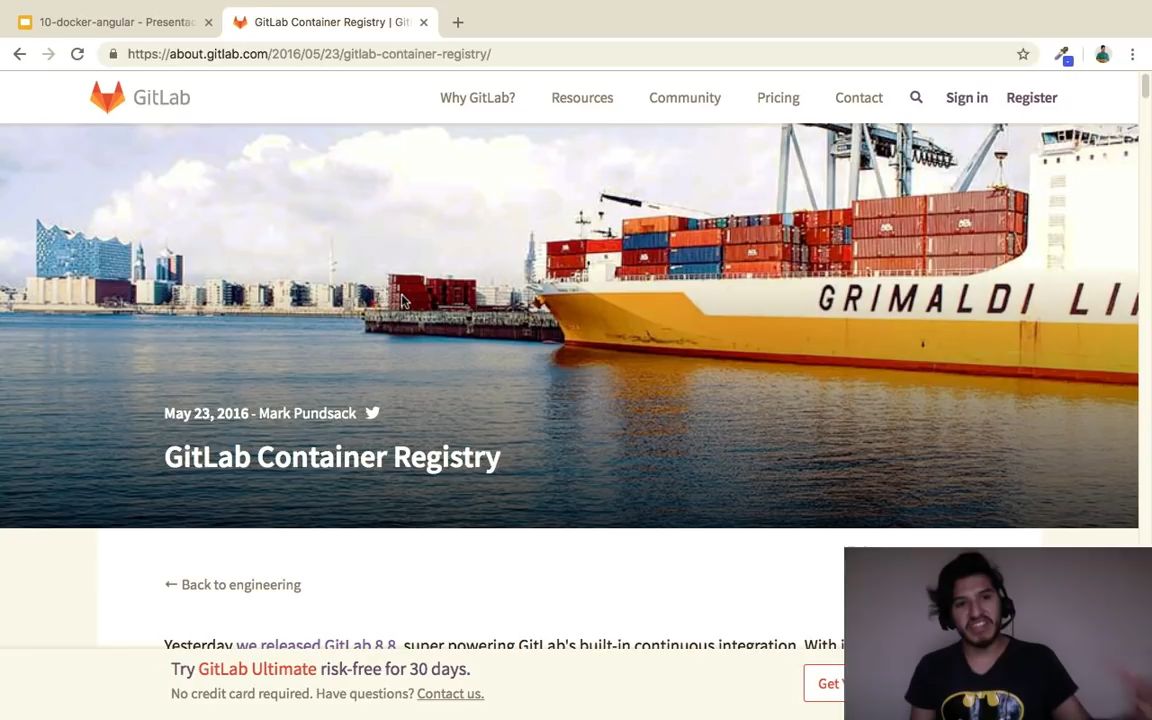 10-docker-angular - Presentac
GitLab Container Registry | Git
https://about.gitlab.com/2016/05/23/gitlab-container-registry/
GitLab
Why GitLab? Resources Community Pricing Contact Sign in Register
GRIMALDI LI
May 23, 2016 - Mark Pundsack
GitLab Container Registry
← Back to engineering
Yesterday we released GitLab 8.8, super powering GitLab's built-in continuous integration. With i
Try GitLab Ultimate risk-free for 30 days.
No credit card required. Have questions? Contact us.
Get